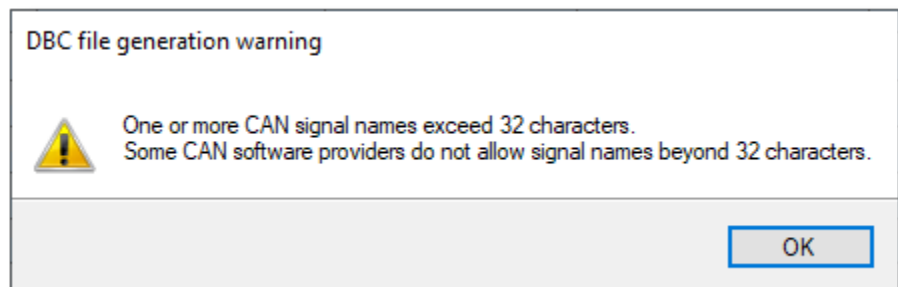 DBC file generation warning
One or more CAN signal names exceed 32 characters.
Some CAN software providers do not allow signal names beyond 32 characters.
OK